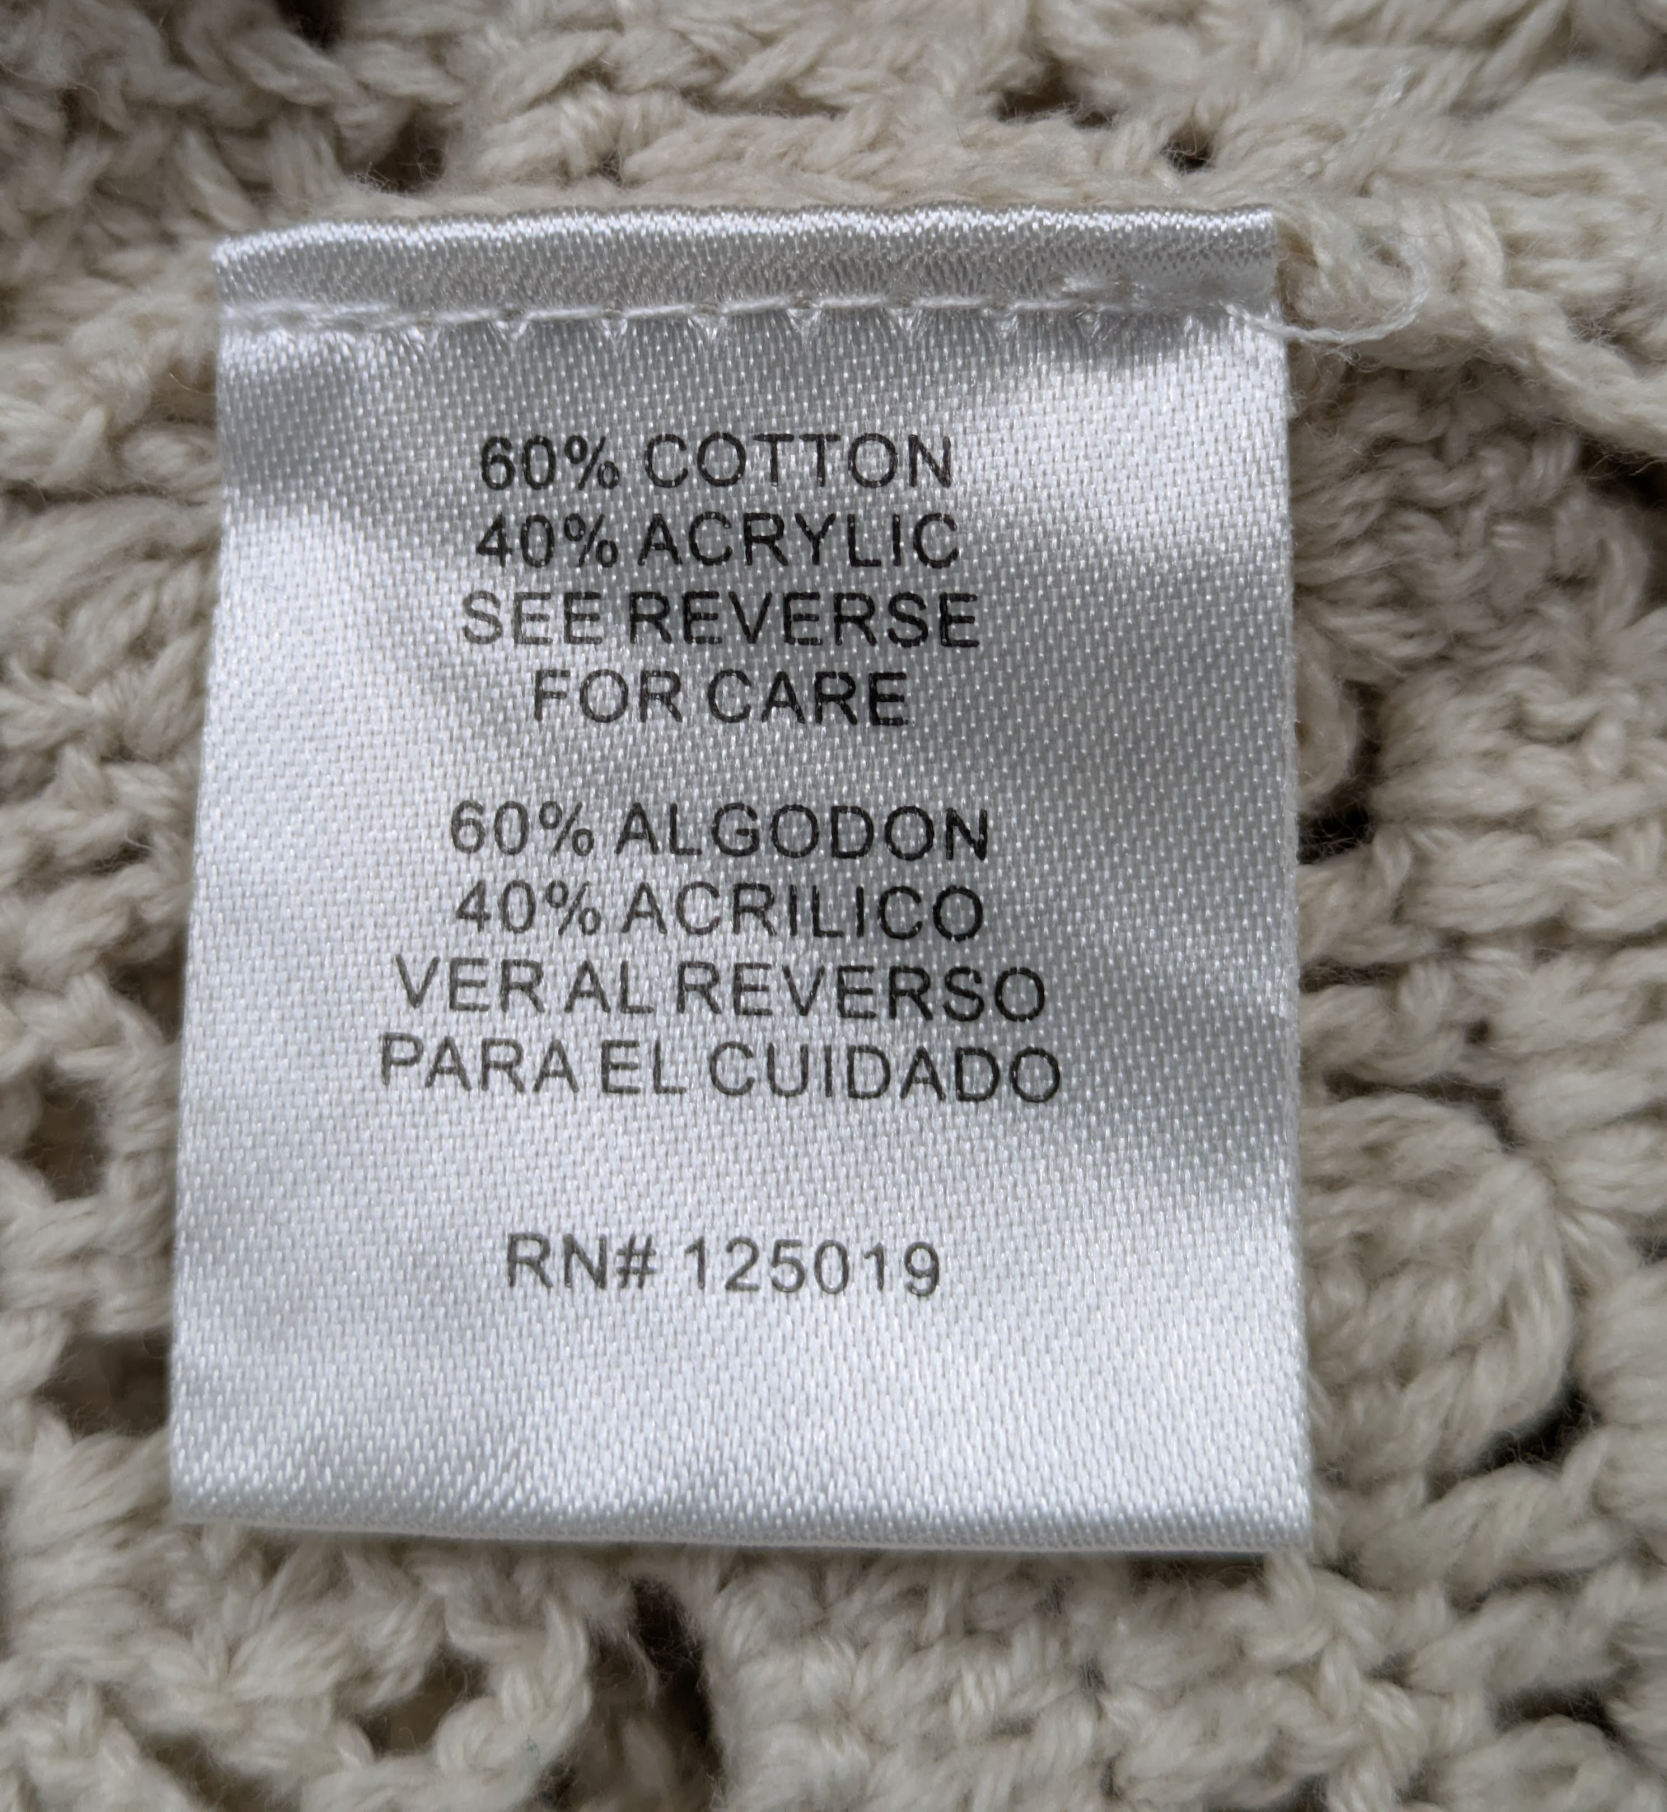 60% COTTON
40% ACRYLIC
SEE REVERSE
FOR CARE
60% ALGODON
40% ACRILICO
VER AL REVERSO
PARA EL CUIDADO
RN# 125019